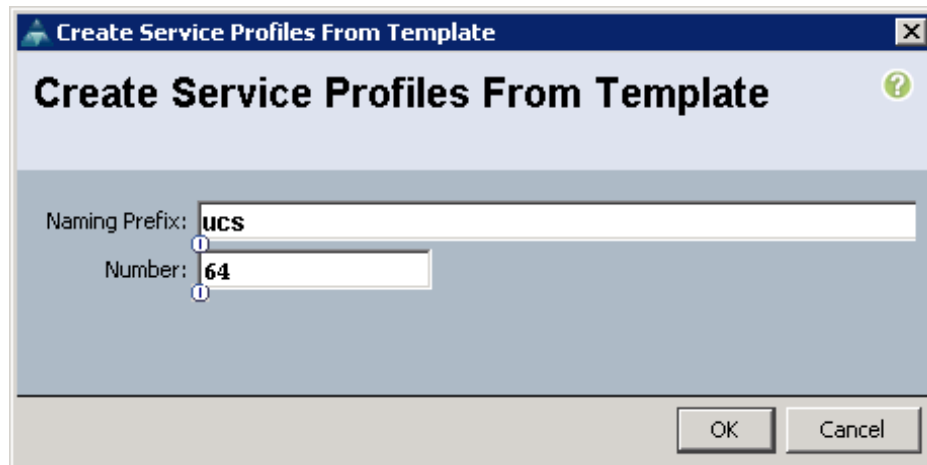 Create Service Profiles From Template
Create Service Profiles From Template
Naming Prefix: ucs
Number: 64
OK Cancel